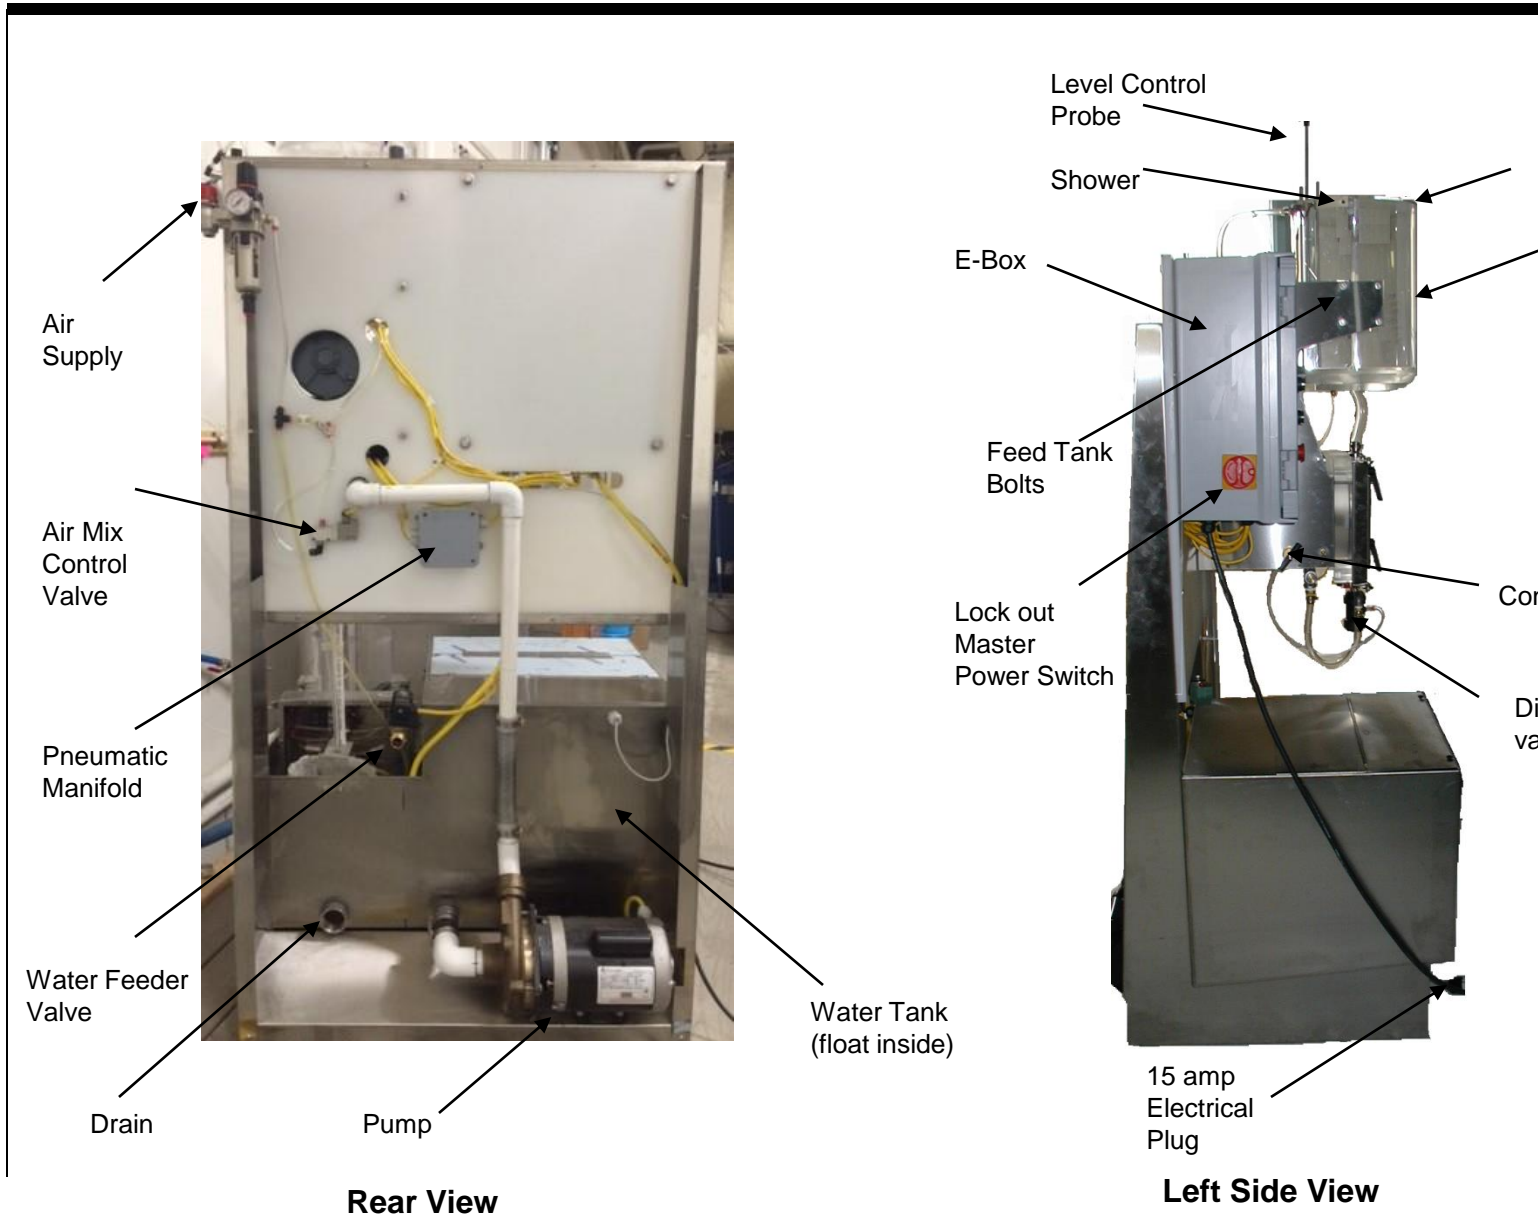 Level Control
Probe
Shower
E-Box
Air
Supply
Feed Tank
Bolts
Air Mix
Control
Valve
Lock out
Master
Power Switch
Pneumatic
Manifold
Water Feeder
Valve
Water Tank
(float inside)
15 amp
Electrical
Plug
Drain
Pump
Rear View
Left Side View